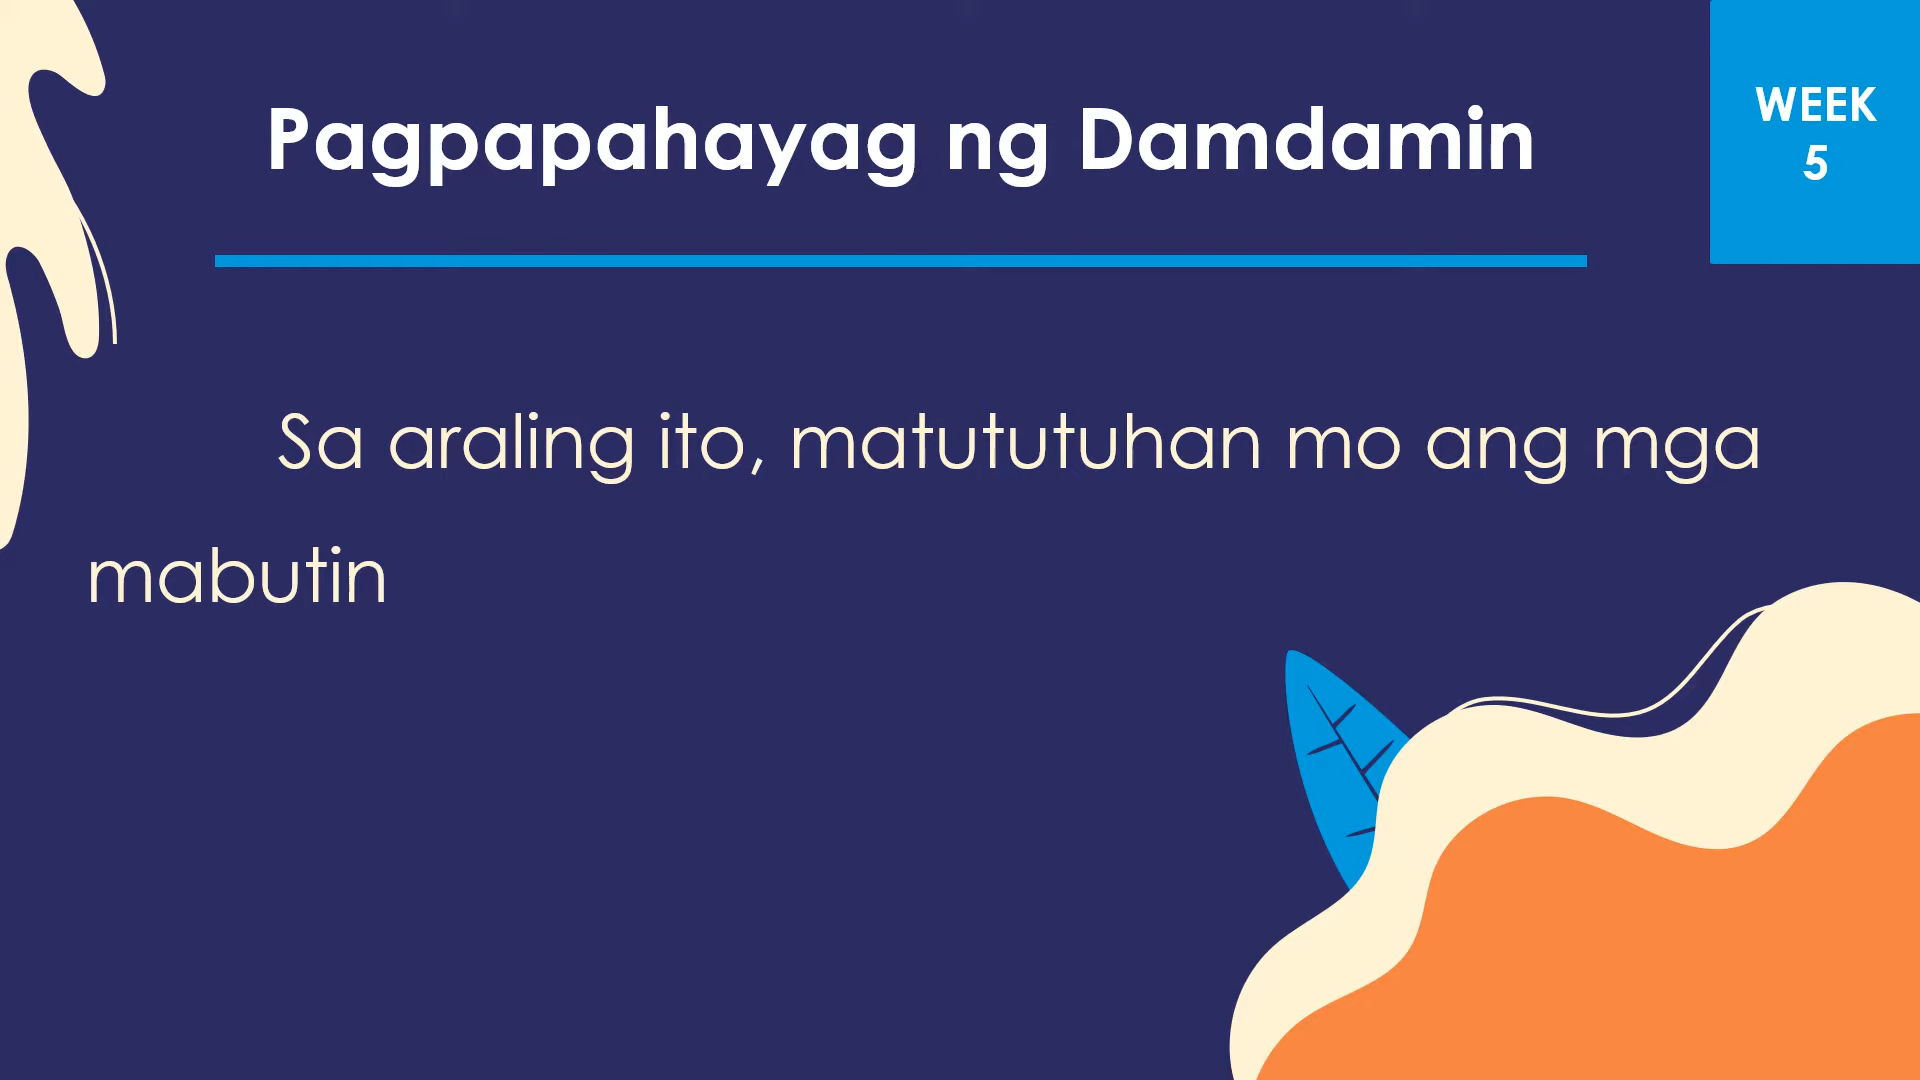 Pagpapahayag ng Damdamin
WEEK
5
Sa araling ito, matututuhan mo ang mga
mabutin